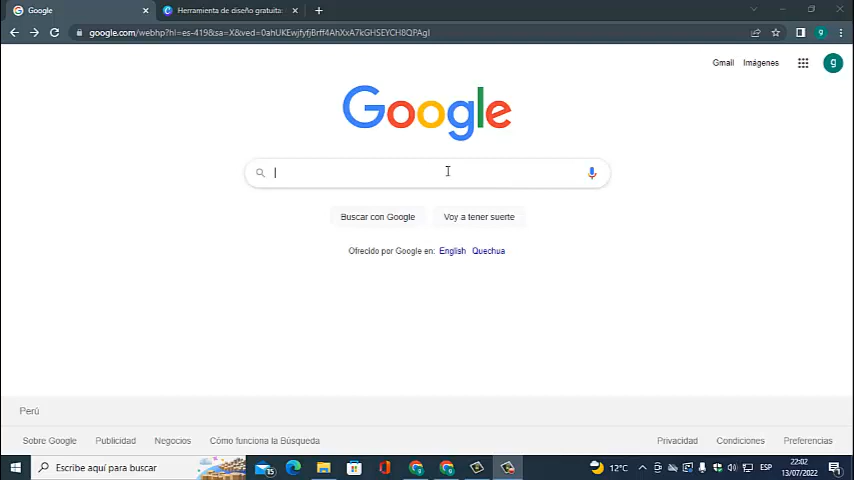 Google
Herramienta de diseño gratuita:
google.com/webhp?hl=es-419&sa=X&ved=0ahUKEwjfyfjBrff4AhXxA7kGHSEYCH8QPAgI
Gmail Imágenes
g
Google
Buscar con Google Voy a tener suerte
Ofrecido por Google en: English Quechua
Perú
Sobre Google Publicidad Negocios Cómo funciona la Búsqueda Privacidad Condiciones Preferencias
Escribe aquí para buscar
15
12°C
ESP
22:02
13/07/2022